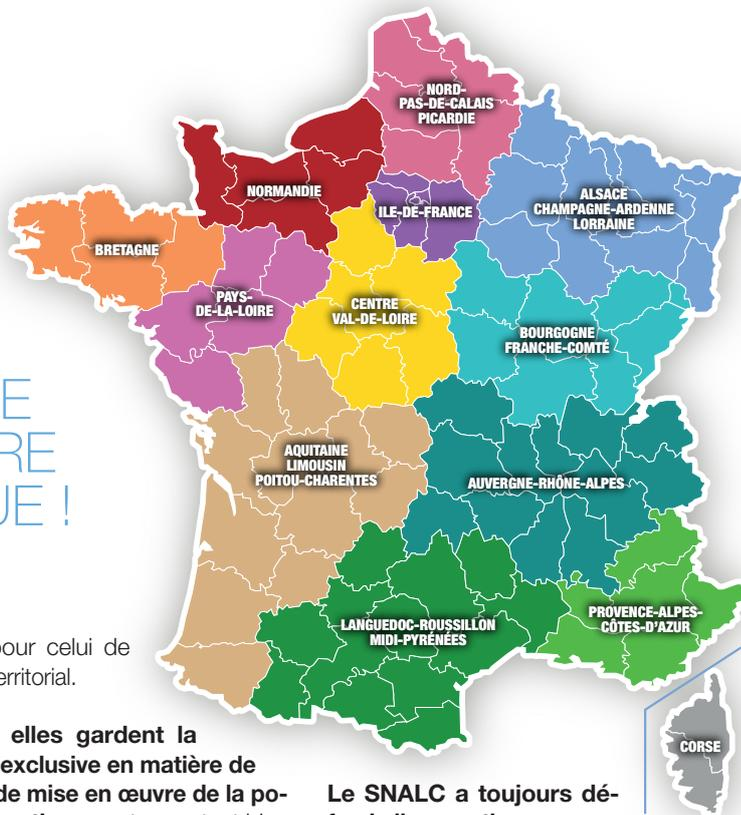 NORD-
PAS-DE-CALAIS
PICARDIE
NORMANDIE
ILE-DE-FRANCE
ALSACE
CHAMPAGNE-ARDENNE
LORRAINE
BRETAGNE
PAYS-
DE-LA-LOIRE
CENTRE
VAL-DE-LOIRE
BOURGOGNE
FRANCHE-COMTÉ
E
RE
UE !
AQUITAINE
LIMOUSIN
POITOU-CHARENTES
AUVERGNE-RHÔNE-ALPES
LANGUEDOC-ROUSSILLON
MIDI-PYRÉNÉES
PROVENCE-ALPES-
CÔTES-D'AZUR
CORSE
pour celui de
erritorial.
elles gardent la
exclusive en matière de
de mise en œuvre de la po-
Le SNALC a toujours dé-